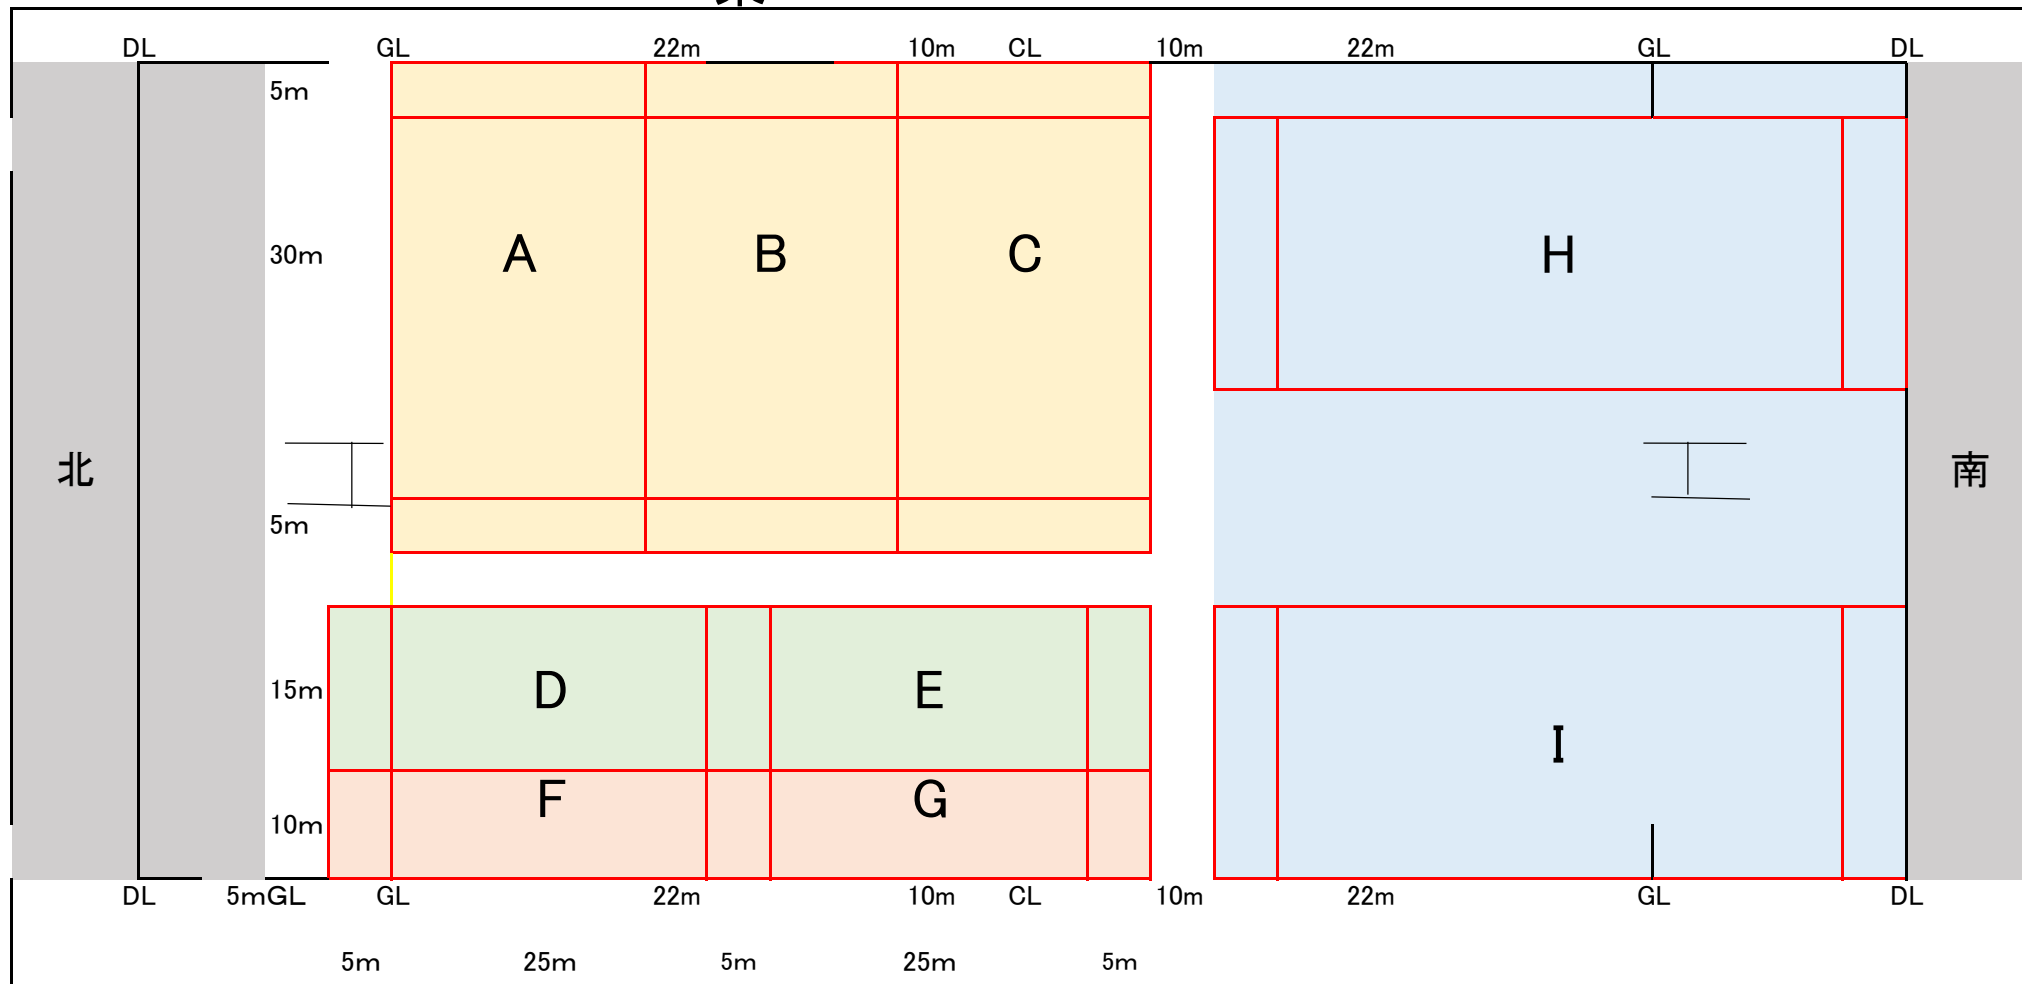 DL GL 22m 10m CL 10m 22m GL DL
5m
30m A B C H
北 南
5m
15m D E
I
F G
10m
DL 5mGL GL 22m 10m CL 10m 22m GL DL
5m 25m 5m 25m 5m